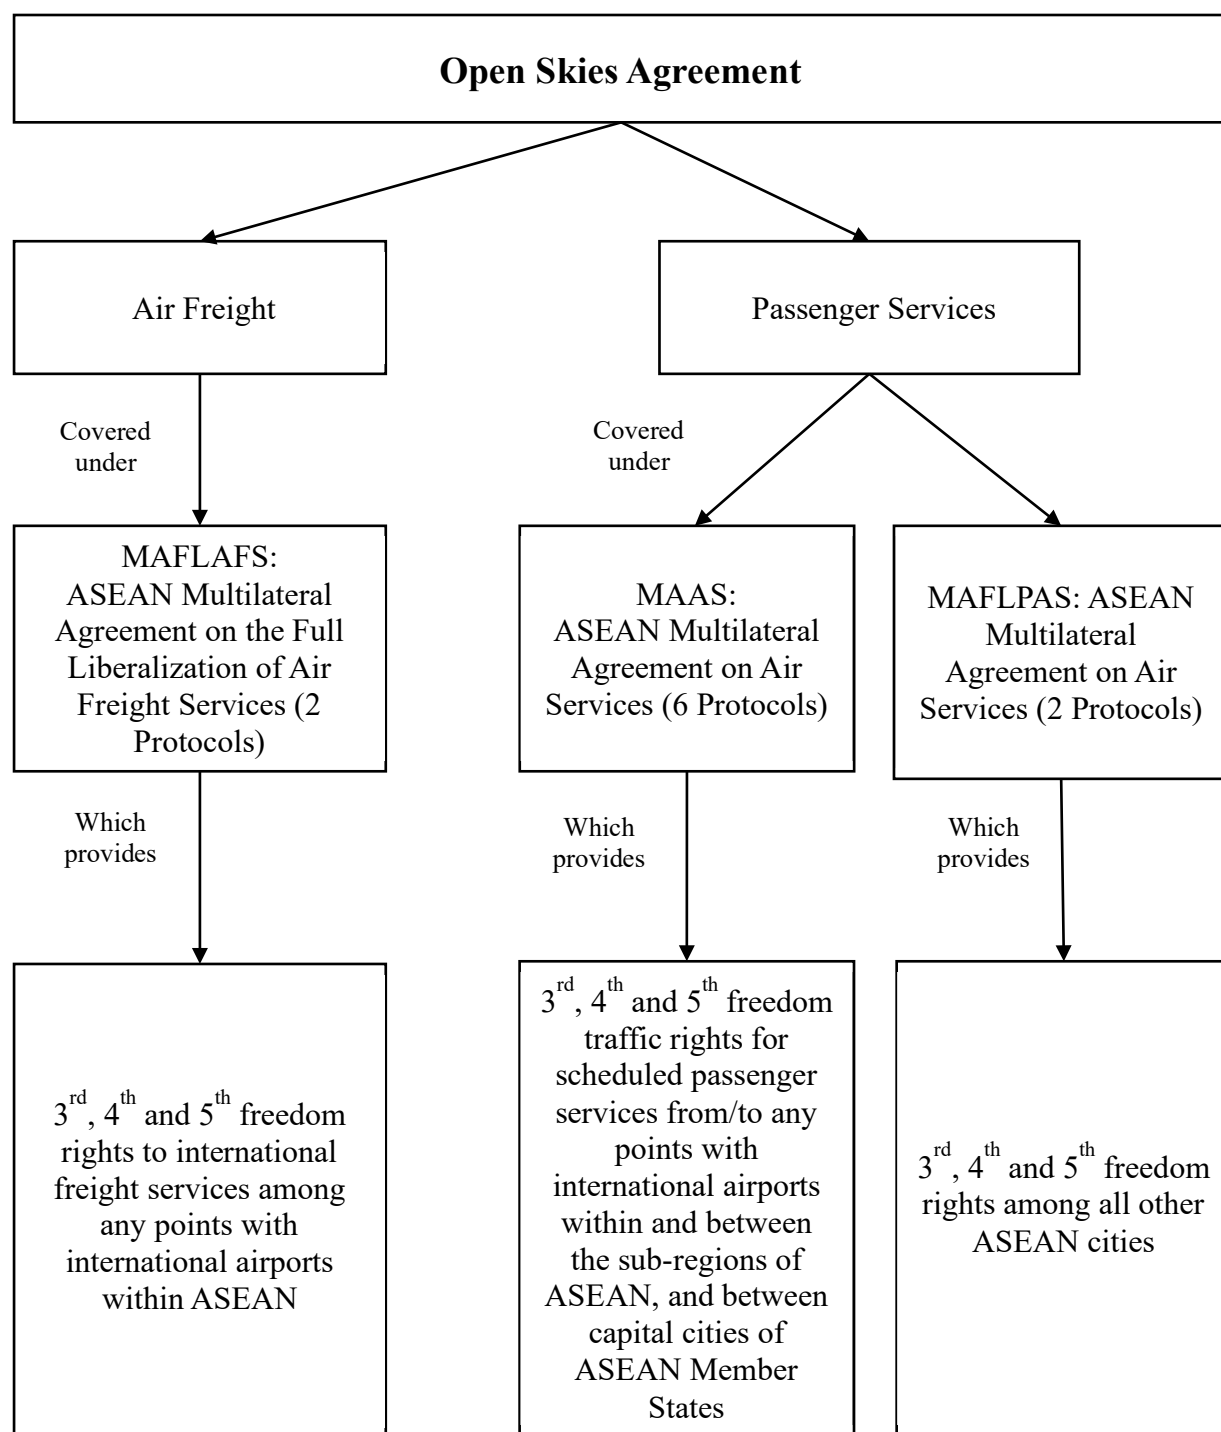 Open Skies Agreement
Air Freight
Passenger Services
Covered
under
Covered
under
MAFLAFS:
ASEAN Multilateral
Agreement on the Full
Liberalization of Air
Freight Services (2
Protocols)
MAAS:
ASEAN Multilateral
Agreement on Air
Services (6 Protocols)
MAFLPAS: ASEAN
Multilateral
Agreement on Air
Services (2 Protocols)
Which
provides
Which
provides
Which
provides
3rd, 4th and 5th freedom
rights to international
freight services among
any points with
international airports
within ASEAN
3rd, 4th and 5th freedom
traffic rights for
scheduled passenger
services from/to any
points with
international airports
within and between
the sub-regions of
ASEAN, and between
capital cities of
ASEAN Member
States
3rd, 4th and 5th freedom
rights among all other
ASEAN cities